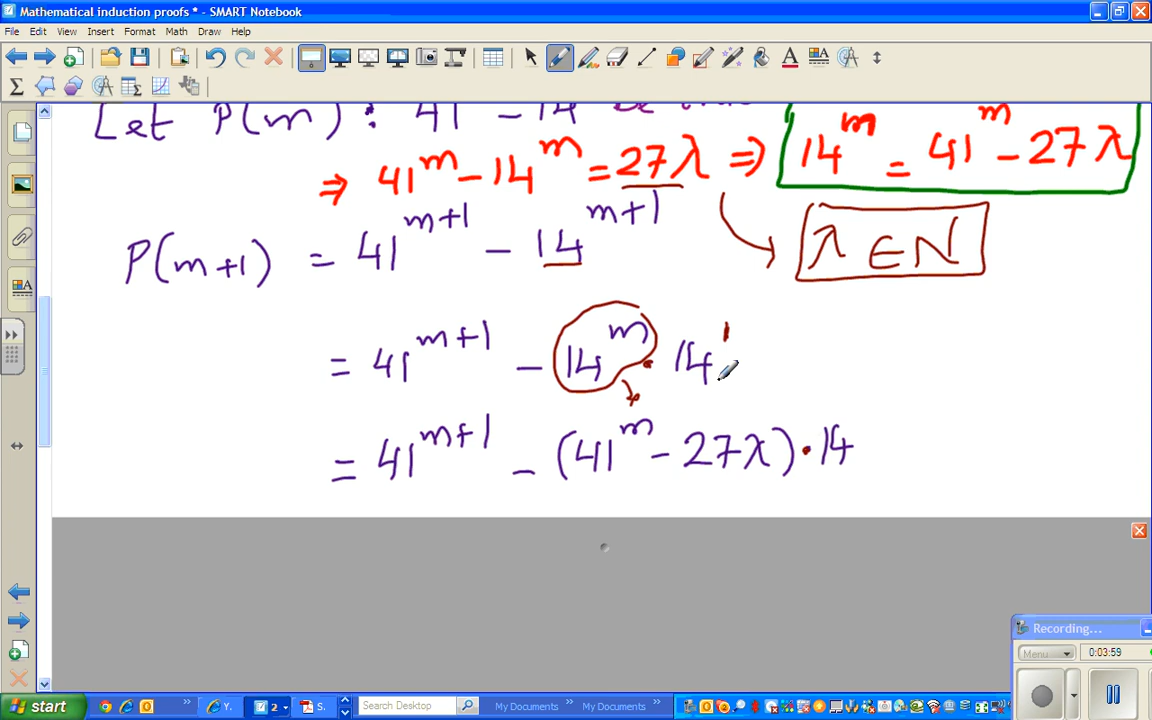 Mathematical induction proofs * - SMART Notebook
File Edit View Insert Format Math Draw Help
Let P(m) : 41 - 14 be
⇒ 41^m - 14^m = 27λ ⇒ 14^m = 41^m - 27λ
P(m+1) = 41^{m+1} - 14^{m+1}
λ ∈ N
= 41^{m+1} - 14^m · 14^1
= 41^{m+1} - (41^m - 27λ) · 14
Recording...
Menu 0:03:59
start Y. 2 S. Search Desktop My Documents My Documents